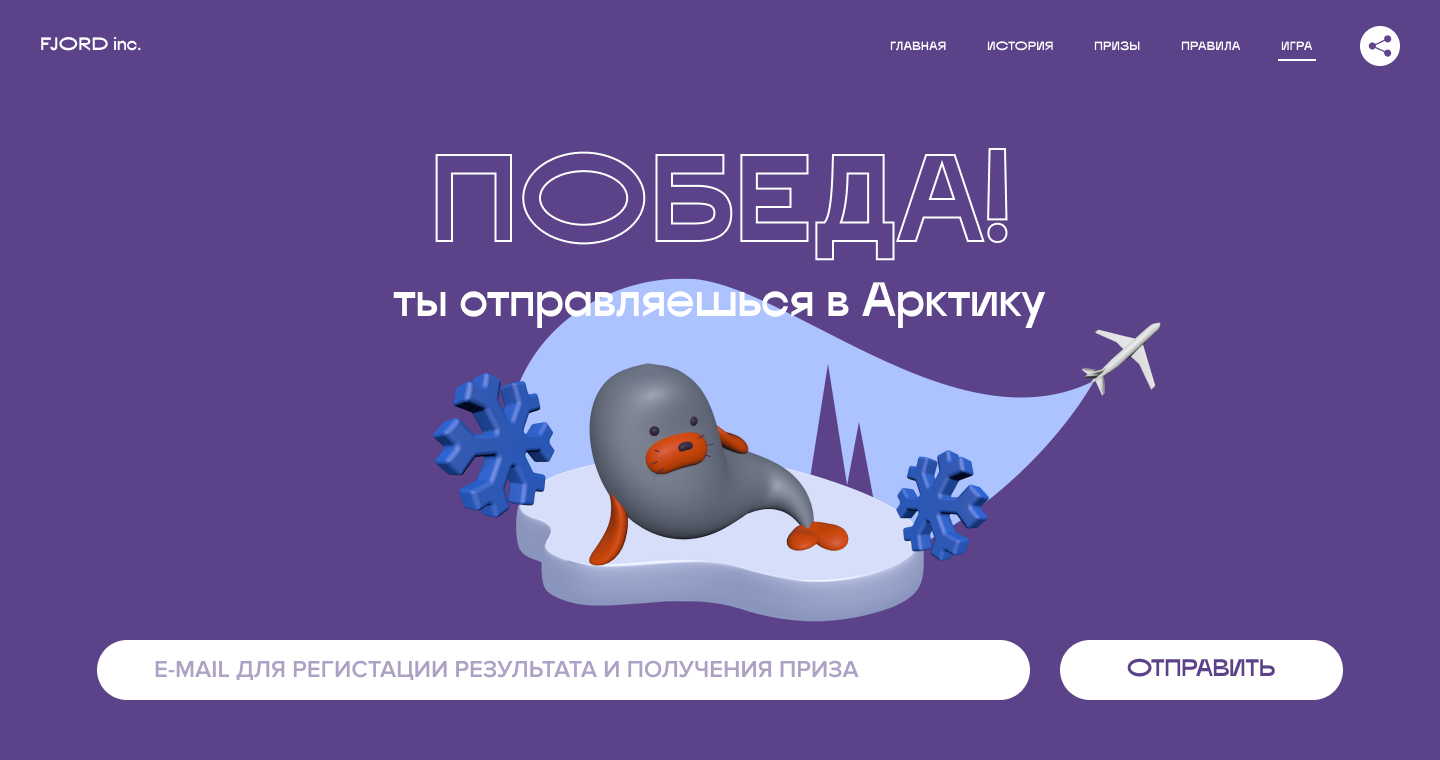 FJORD inc.
ГЛАВНАЯ ИСТОРИЯ ПРИЗЫ ПРАВИЛА ИГРА
ПОБЕДА!
ты отправляешься в Арктику
E-MAIL ДЛЯ РЕГИСТАЦИИ РЕЗУЛЬТАТА И ПОЛУЧЕНИЯ ПРИЗА
ОТПРАВИТЬ